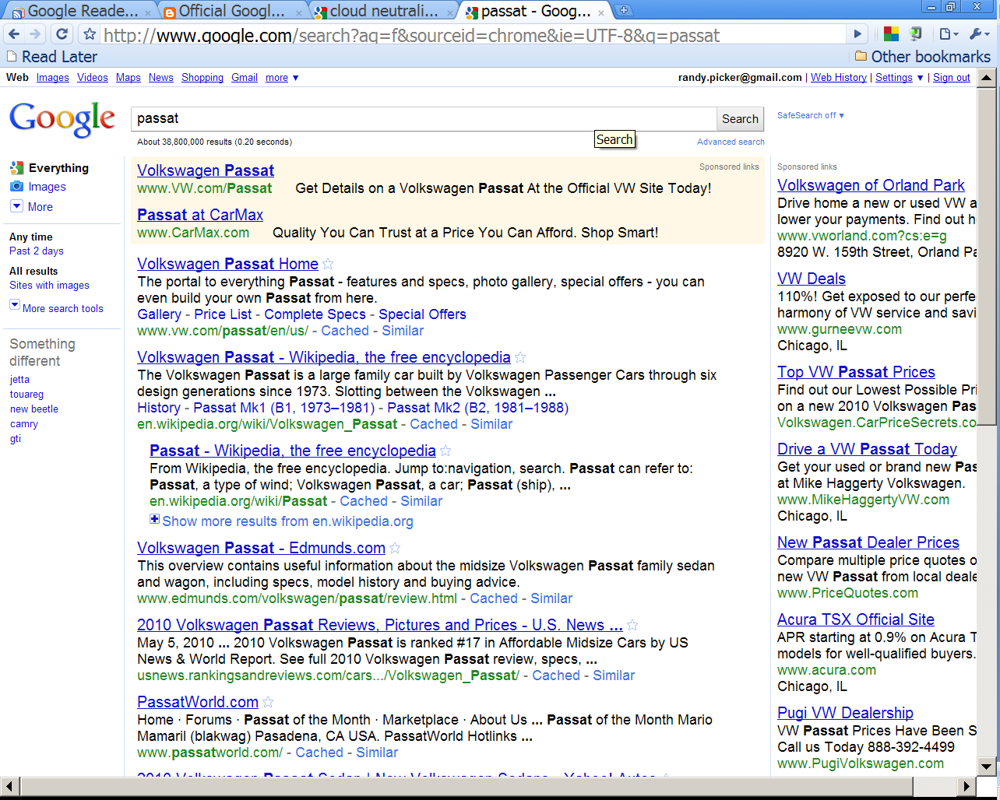 Google Reade...
Official Googl...
cloud neutrali...
passat - Goog...
http://www.google.com/search?aq=f&sourceid=chrome&ie=UTF-8&q=passat
Read Later
Other bookmarks
Web Images Videos Maps News Shopping Gmail more ▼
randy.picker@gmail.com | Web History | Settings ▼ | Sign out
Google
passat
Search
SafeSearch off ▼
About 38,800,000 results (0.20 seconds)
Search
Advanced search
Everything
Images
More
Any time
Past 2 days
All results
Sites with images
More search tools
Something
different
jetta
touareg
new beetle
camry
gti
Volkswagen Passat
Sponsored links
www.VW.com/Passat Get Details on a Volkswagen Passat At the Official VW Site Today!
Passat at CarMax
www.CarMax.com Quality You Can Trust at a Price You Can Afford. Shop Smart!
Volkswagen Passat Home
The portal to everything Passat - features and specs, photo gallery, special offers - you can
even build your own Passat from here.
Gallery - Price List - Complete Specs - Special Offers
www.vw.com/passat/en/us/ - Cached - Similar
Volkswagen Passat - Wikipedia, the free encyclopedia
The Volkswagen Passat is a large family car built by Volkswagen Passenger Cars through six
design generations since 1973. Slotting between the Volkswagen ...
History - Passat Mk1 (B1, 1973–1981) - Passat Mk2 (B2, 1981–1988)
en.wikipedia.org/wiki/Volkswagen_Passat - Cached - Similar
Passat - Wikipedia, the free encyclopedia
From Wikipedia, the free encyclopedia. Jump to:navigation, search. Passat can refer to:
Passat, a type of wind; Volkswagen Passat, a car; Passat (ship), ...
en.wikipedia.org/wiki/Passat - Cached - Similar
Show more results from en.wikipedia.org
Volkswagen Passat - Edmunds.com
This overview contains useful information about the midsize Volkswagen Passat family sedan
and wagon, including specs, model history and buying advice.
www.edmunds.com/volkswagen/passat/review.html - Cached - Similar
2010 Volkswagen Passat Reviews, Pictures and Prices - U.S. News ...
May 5, 2010 ... 2010 Volkswagen Passat is ranked #17 in Affordable Midsize Cars by US
News & World Report. See full 2010 Volkswagen Passat review, specs, ...
usnews.rankingsandreviews.com/cars.../Volkswagen_Passat/ - Cached - Similar
PassatWorld.com
Home · Forums · Passat of the Month · Marketplace · About Us ... Passat of the Month Mario
Mamaril (blakwag) Pasadena, CA USA. PassatWorld Hotlinks ...
www.passatworld.com/ - Cached - Similar
2010 Volkswagen Passat Sedan | New Volkswagen Sedans - Yahoo! Autos
Sponsored links
Volkswagen of Orland Park
Drive home a new or used VW a
lower your payments. Find out h
www.vworland.com?cs:e=g
8920 W. 159th Street, Orland Pa
VW Deals
110%! Get exposed to our perfe
harmony of VW service and savi
www.gurneevw.com
Chicago, IL
Top VW Passat Prices
Find out our Lowest Possible Pri
on a new 2010 Volkswagen Pas
Volkswagen.CarPriceSecrets.co
Drive a VW Passat Today
Get your used or brand new Pas
at Mike Haggerty Volkswagen.
www.MikeHaggertyVW.com
Chicago, IL
New Passat Dealer Prices
Compare multiple price quotes o
new VW Passat from local deale
www.PriceQuotes.com
Acura TSX Official Site
APR starting at 0.9% on Acura T
models for well-qualified buyers.
www.acura.com
Chicago, IL
Pugi VW Dealership
VW Passat Prices Have Been S
Call us Today 888-392-4499
www.PugiVolkswagen.com